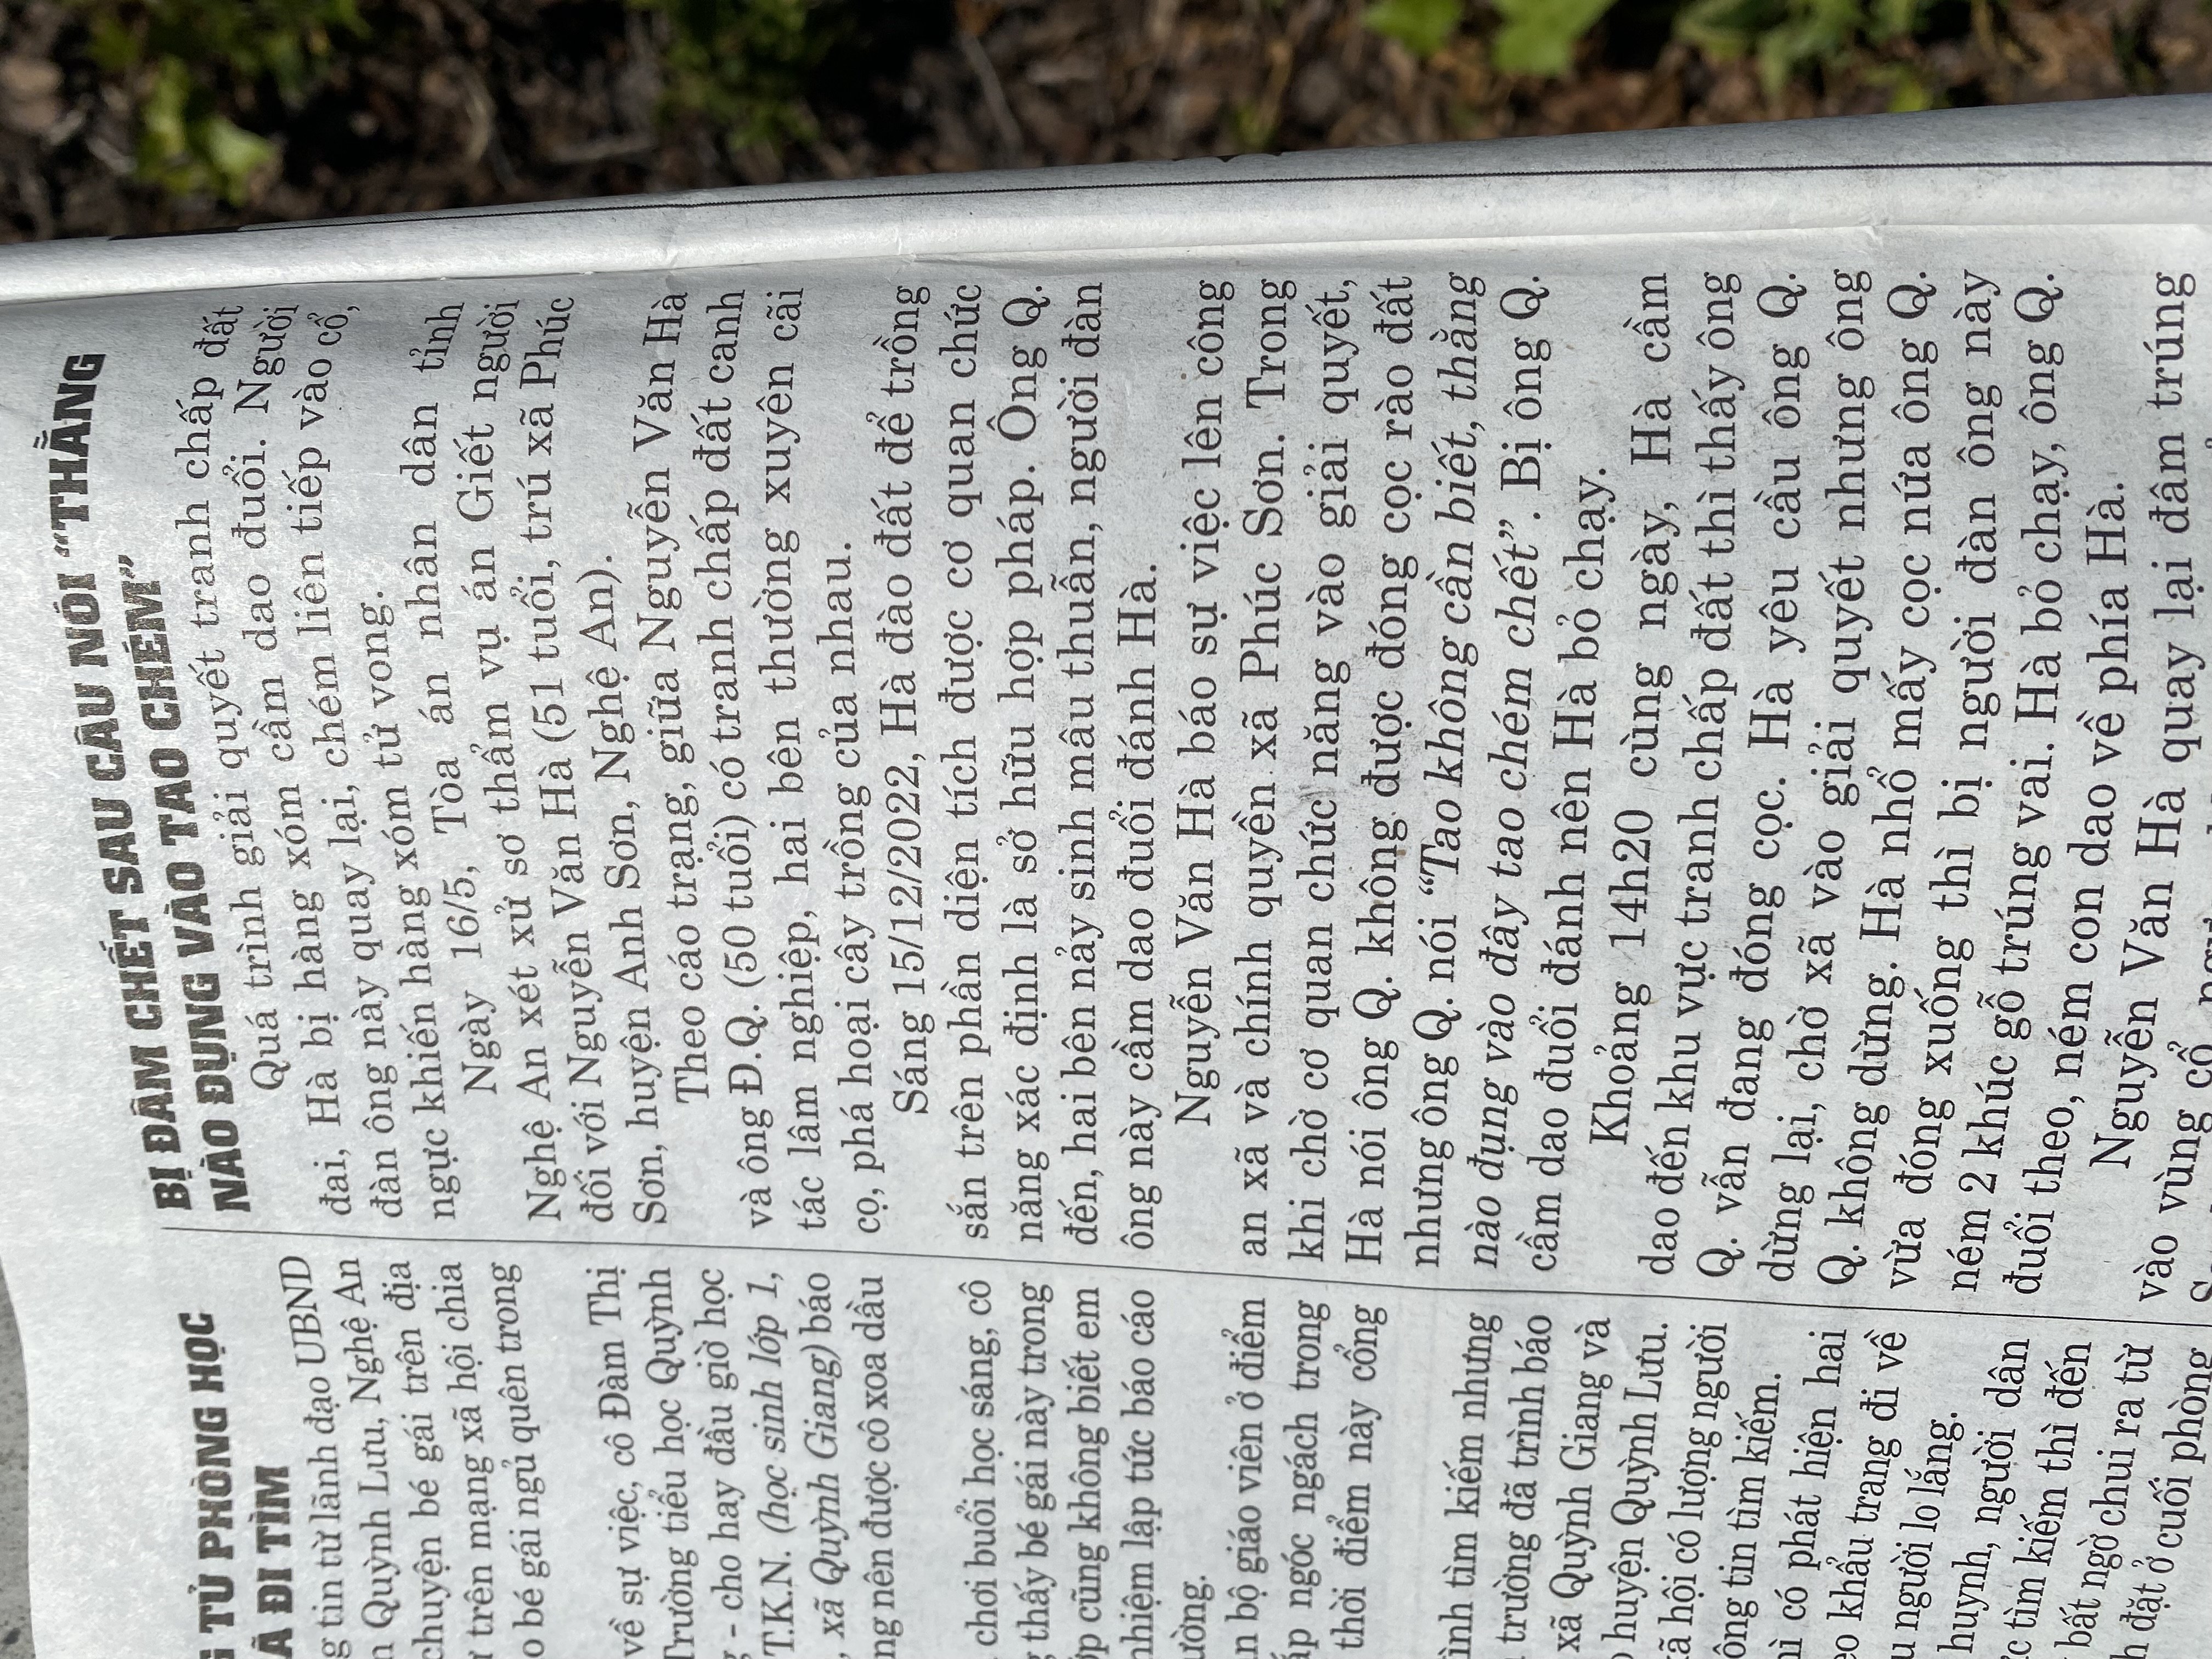 G TỦ PHÒNG HỌC
Ã ĐI TÌM
g tin từ lãnh đạo UBND
n Quỳnh Lưu, Nghệ An
chuyện bé gái trên địa
trên mạng xã hội chia
o bé gái ngủ quên trong
về sự việc, cô Đàm Thị
Trường tiểu học Quỳnh
g - cho hay đầu giờ học
T.K.N. (học sinh lớp 1,
, xã Quỳnh Giang) báo
ng nên được cô xoa dầu
chơi buổi học sáng, cô
g thấy bé gái này trong
ớp cũng không biết em
nhiệm lập tức báo cáo
ường.
n bộ giáo viên ở điểm
ắp ngóc ngách trong
thời điểm này cổng
ình tìm kiếm nhưng
trường đã trình báo
xã Quỳnh Giang và
huyện Quỳnh Lưu.
xã hội có lượng người
ông tin tìm kiếm.
hì có phát hiện hai
eo khẩu trang đi về
u người lo lắng.
huynh, người dân
ức tìm kiếm thì đến
bất ngờ chui ra từ
h đặt ở cuối phòng
BỊ ĐÂM CHẾT SAU CÂU NÓI “THẰNG
NÀO ĐỤNG VÀO TAO CHÉM”
Quá trình giải quyết tranh chấp đất
đai, Hà bị hàng xóm cầm dao đuổi. Người
đàn ông này quay lại, chém liên tiếp vào cổ,
ngực khiến hàng xóm tử vong.
Ngày 16/5, Tòa án nhân dân tỉnh
Nghệ An xét xử sơ thẩm vụ án Giết người
đối với Nguyễn Văn Hà (51 tuổi, trú xã Phúc
Sơn, huyện Anh Sơn, Nghệ An).
Theo cáo trạng, giữa Nguyễn Văn Hà
và ông Đ.Q. (50 tuổi) có tranh chấp đất canh
tác lâm nghiệp, hai bên thường xuyên cãi
cọ, phá hoại cây trồng của nhau.
Sáng 15/12/2022, Hà đào đất để trồng
sắn trên phần diện tích được cơ quan chức
năng xác định là sở hữu hợp pháp. Ông Q.
đến, hai bên nảy sinh mâu thuẫn, người đàn
ông này cầm dao đuổi đánh Hà.
Nguyễn Văn Hà báo sự việc lên công
an xã và chính quyền xã Phúc Sơn. Trong
khi chờ cơ quan chức năng vào giải quyết,
Hà nói ông Q. không được đóng cọc rào đất
nhưng ông Q. nói “Tao không cần biết, thằng
nào đụng vào đây tao chém chết”. Bị ông Q.
cầm dao đuổi đánh nên Hà bỏ chạy.
Khoảng 14h20 cùng ngày, Hà cầm
dao đến khu vực tranh chấp đất thì thấy ông
Q. vẫn đang đóng cọc. Hà yêu cầu ông Q.
dừng lại, chờ xã vào giải quyết nhưng ông
Q. không dừng. Hà nhổ mấy cọc nứa ông Q.
vừa đóng xuống thì bị người đàn ông này
ném 2 khúc gỗ trúng vai. Hà bỏ chạy, ông Q.
đuổi theo, ném con dao về phía Hà.
Nguyễn Văn Hà quay lại đâm trúng
vào vùng cổ,